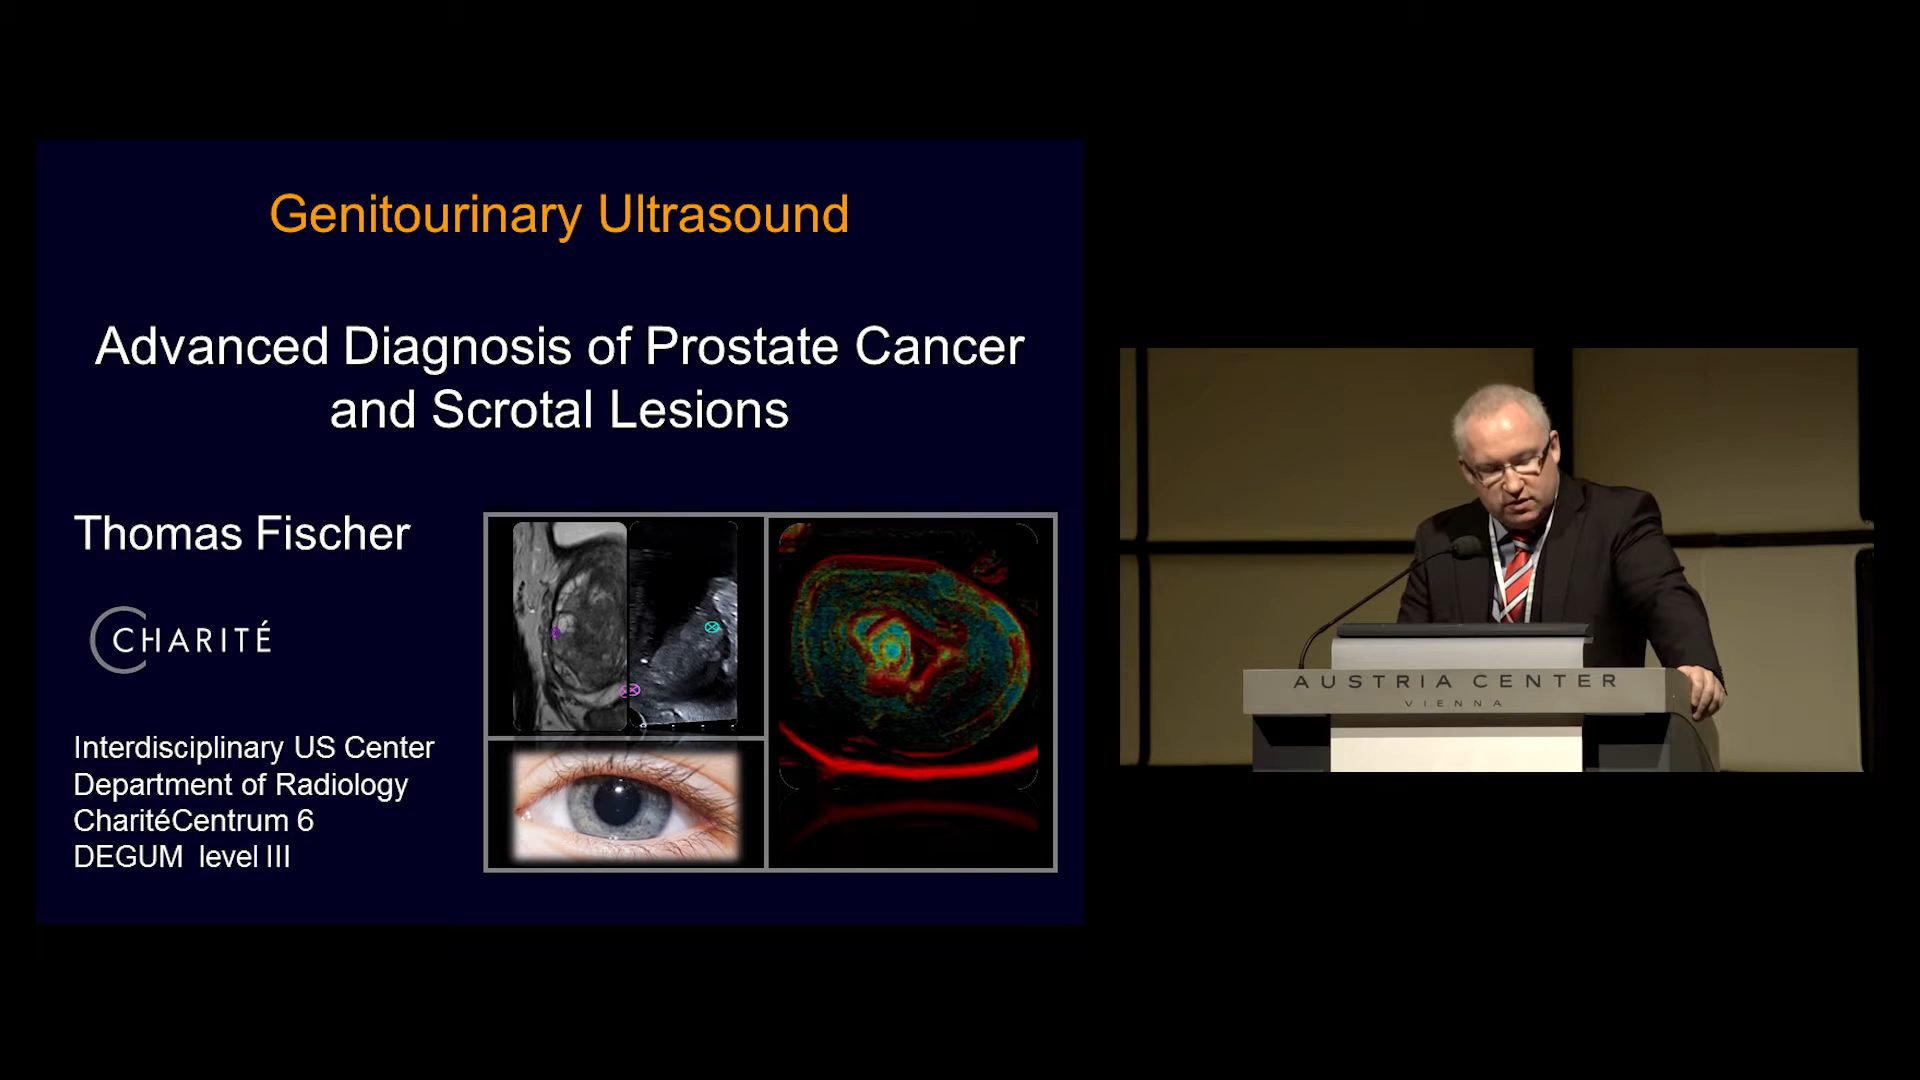 Genitourinary Ultrasound
Advanced Diagnosis of Prostate Cancer
and Scrotal Lesions
Thomas Fischer
CHARITÉ
Interdisciplinary US Center
Department of Radiology
CharitéCentrum 6
DEGUM level III
AUSTRIA CENTER
VIENNA